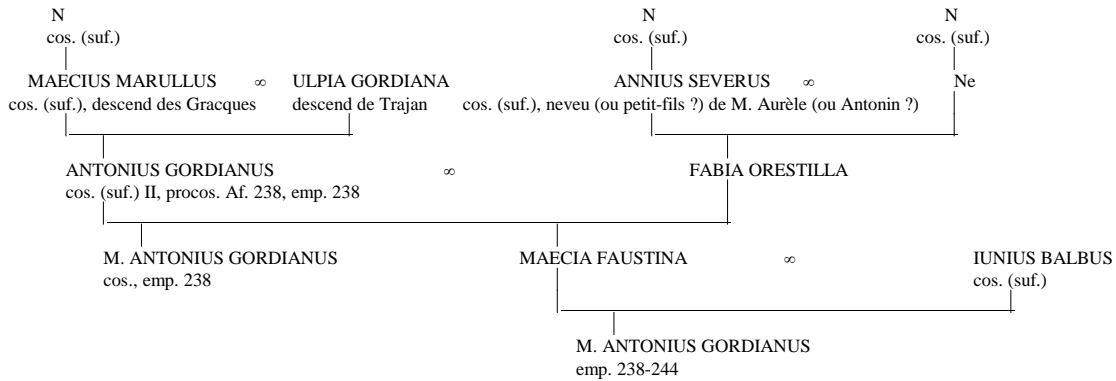 N N N
cos. (suf.) cos. (suf.) cos. (suf.)
MAECIUS MARULLUS ∞ ULPIA GORDIANA ANNIUS SEVERUS ∞ Ne
cos. (suf.), descend des Gracques descend de Trajan cos. (suf.), neveu (ou petit-fils ?) de M. Aurèle (ou Antonin ?)
ANTONIUS GORDIANUS ∞ FABIA ORESTILLA
cos. (suf.) II, procos. Af. 238, emp. 238
M. ANTONIUS GORDIANUS MAECIA FAUSTINA ∞ IUNIUS BALBUS
cos., emp. 238 cos. (suf.)
M. ANTONIUS GORDIANUS
emp. 238-244